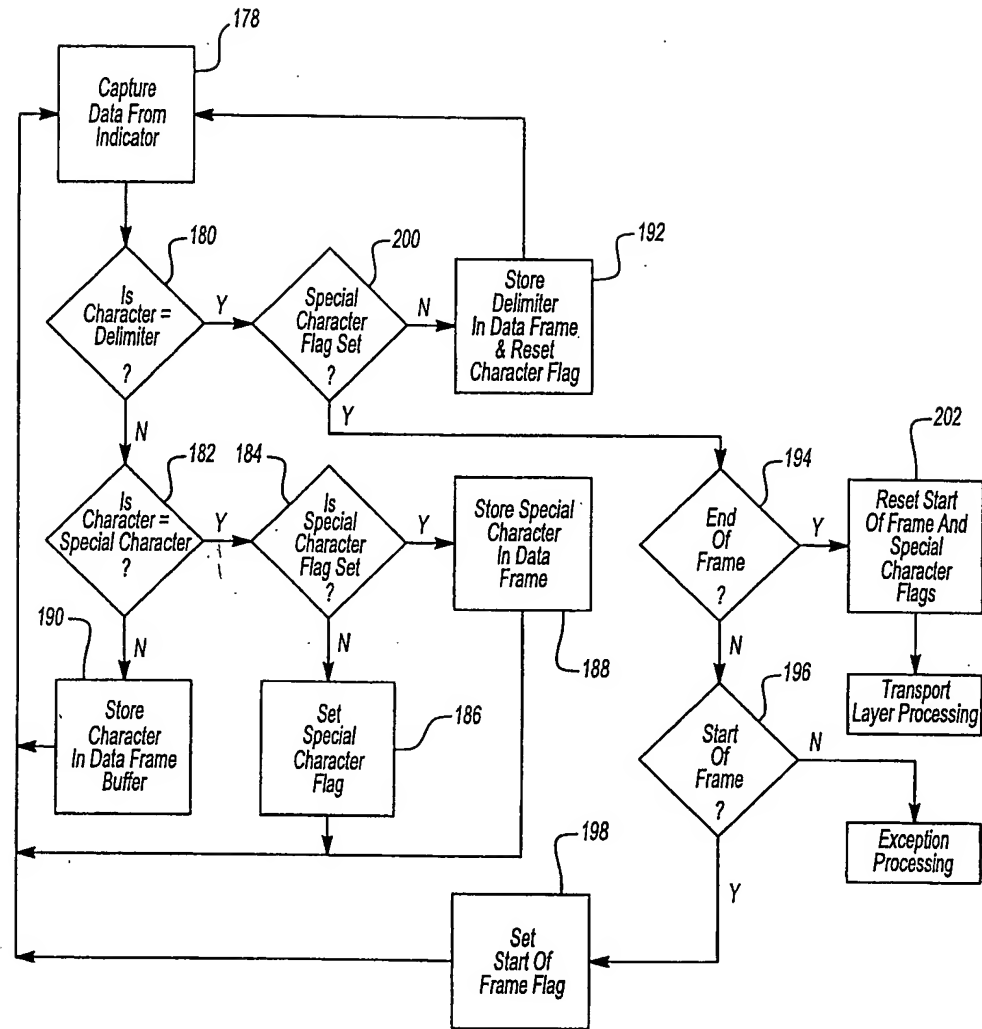 178
Capture
Data From
Indicator
180
Is
Character =
Delimiter
?
Y
N
200
Special
Character
Flag Set
?
N
Y
192
Store
Delimiter
In Data Frame
& Reset
Character Flag
182
Is
Character =
Special Character
?
Y
N
184
Is
Special
Character
Flag Set
?
Y
N
Store Special
Character
In Data
Frame
188
194
End
Of
Frame
?
Y
N
202
Reset Start
Of Frame And
Special
Character
Flags
Transport
Layer Processing
190
Store
Character
In Data Frame
Buffer
Set
Special
Character
Flag
186
196
Start
Of
Frame
?
N
Y
Exception
Processing
198
Set
Start Of
Frame Flag